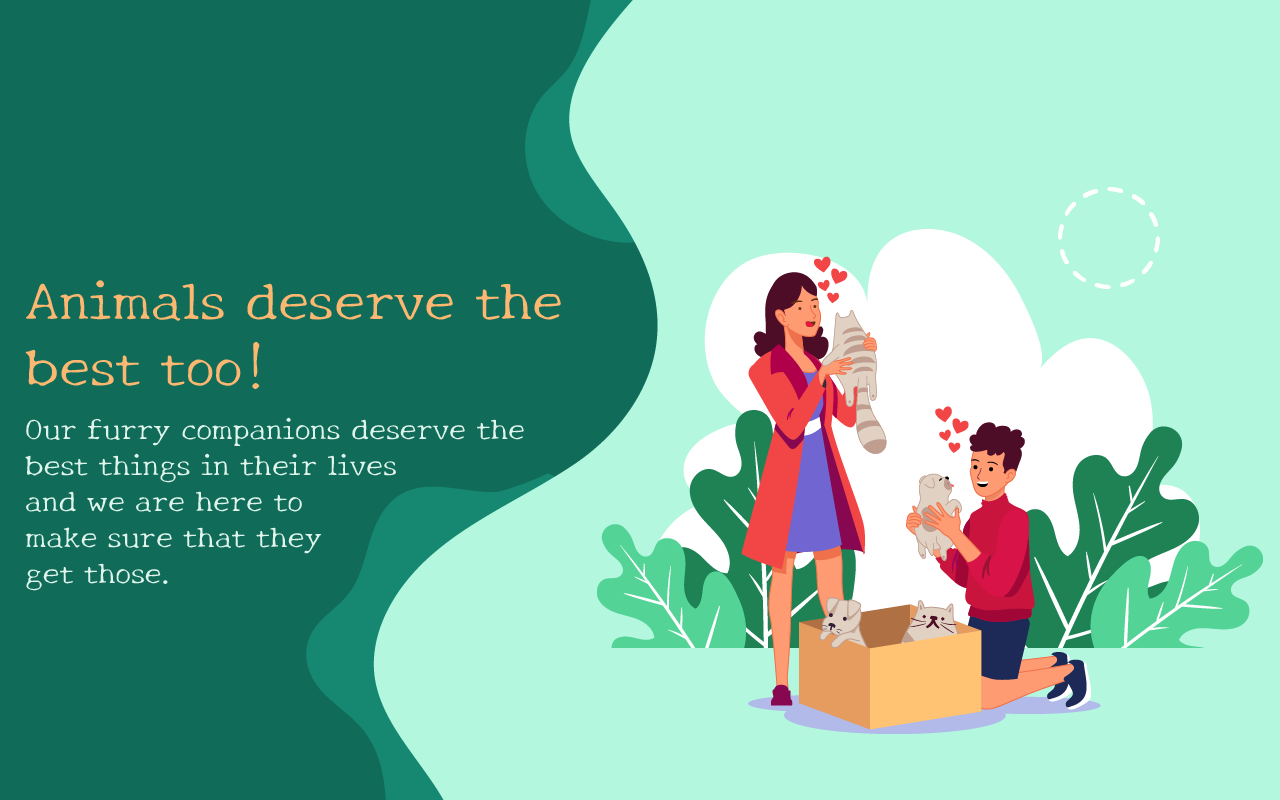 Animals deserve the
best too!
Our furry companions deserve the
best things in their lives
and we are here to
make sure that they
get those.